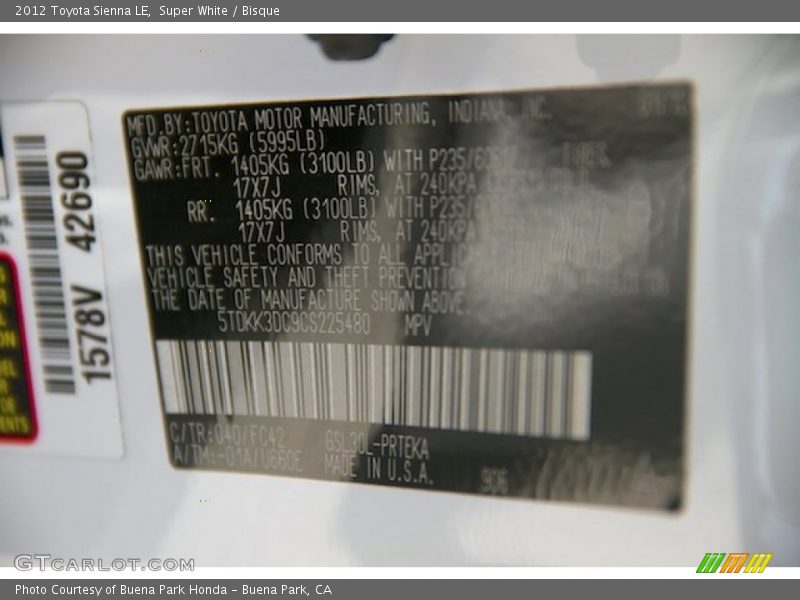 2012 Toyota Sienna LE, Super White / Bisque
MFD.BY:TOYOTA MOTOR MANUFACTURING, INDIANA, INC.
GVWR:2715KG (5995LB)
GAWR:FRT. 1405KG (3100LB) WITH P235/60R17
17X7J RIMS, AT 240KPA
RR. 1405KG (3100LB) WITH P235/
17X7J RIMS, AT 240KPA
THIS VEHICLE CONFORMS TO ALL
VEHICLE SAFETY AND THEFT PREVENTION
THE DATE OF MANUFACTURE SHOWN ABOVE.
5TDKK3DC9CS225480 MPV
C/TR:040/FC42 GSL30L-PRTEKA
A/TM:-01A/U660E MADE IN U.S.A. 906
1578V 42690
GTCARLOT.COM
Photo Courtesy of Buena Park Honda - Buena Park, CA